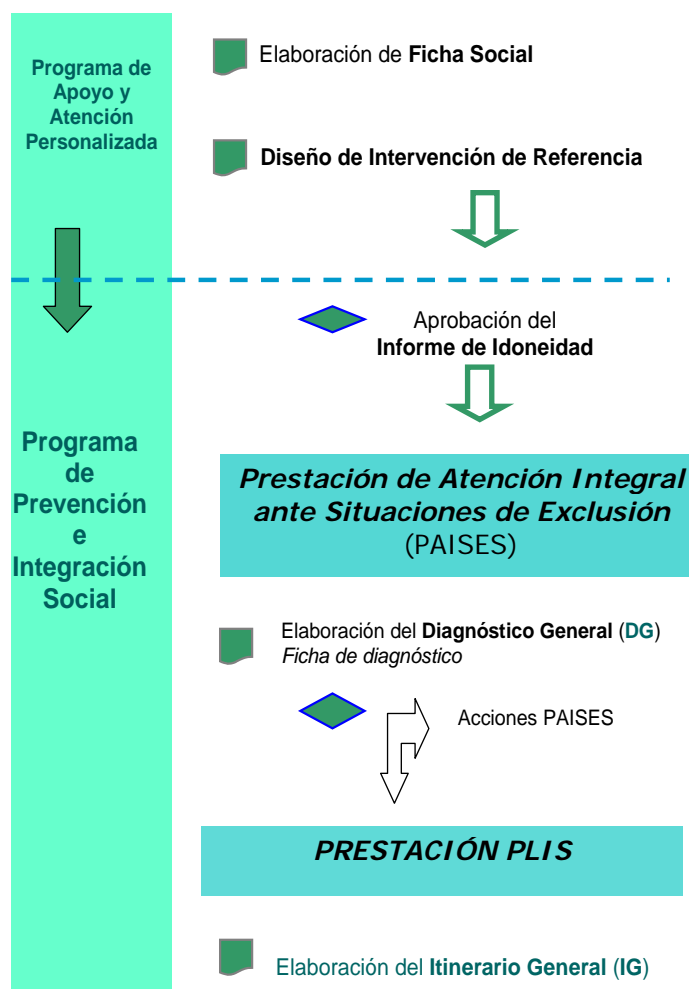 Programa de
Apoyo y
Atención
Personalizada
Elaboración de Ficha Social
Diseño de Intervención de Referencia
Aprobación del
Informe de Idoneidad
Programa
de
Prevención
e
Integración
Social
Prestación de Atención Integral
ante Situaciones de Exclusión
(PAISES)
Elaboración del Diagnóstico General (DG)
Ficha de diagnóstico
Acciones PAISES
PRESTACIÓN PLIS
Elaboración del Itinerario General (IG)